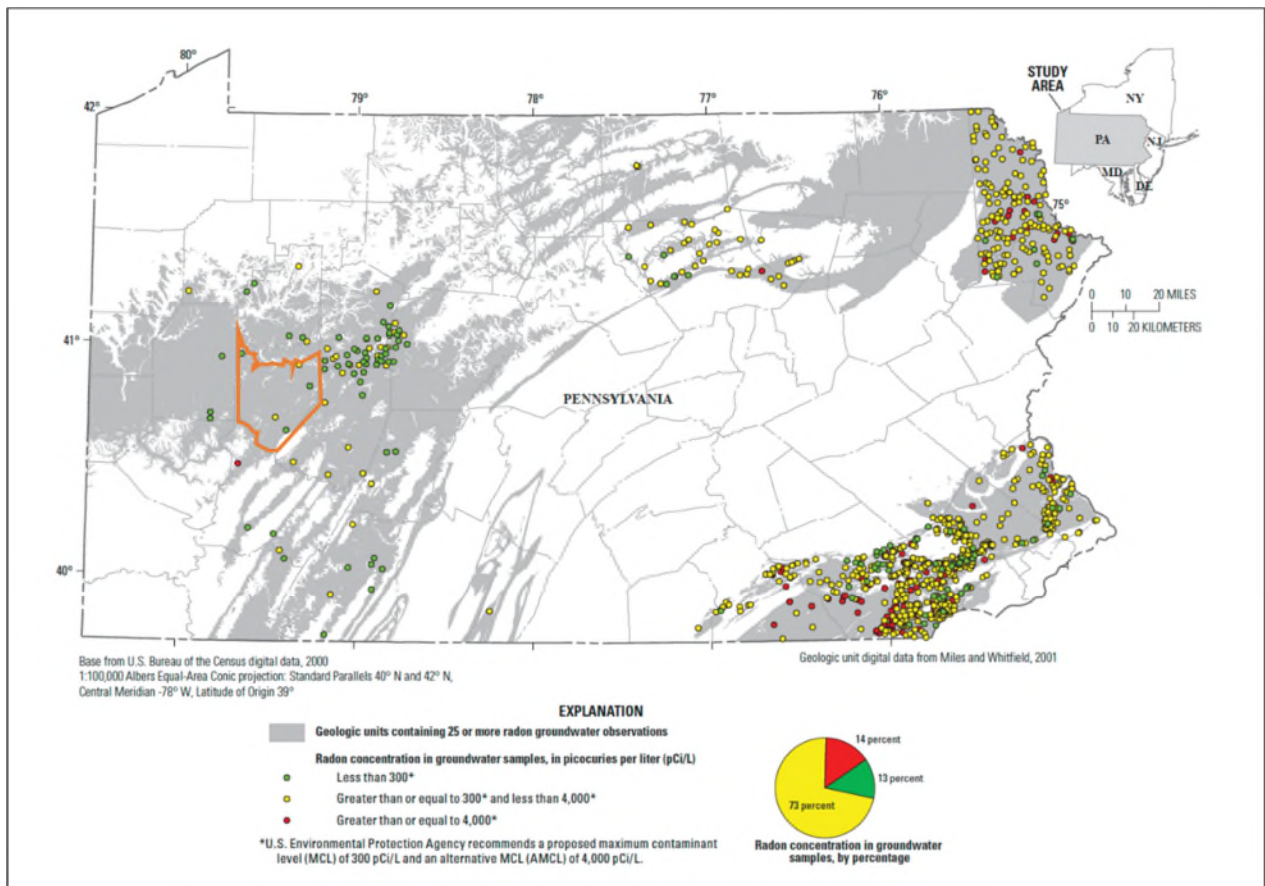 80°
42°
79°
78°
77°
76°
STUDY
AREA
NY
PA
NJ
MD
DE
75°
0 10 20 MILES
0 10 20 KILOMETERS
41°
PENNSYLVANIA
40°
77°
76°
Base from U.S. Bureau of the Census digital data, 2000
1:100,000 Albers Equal-Area Conic projection: Standard Parallels 40° N and 42° N,
Central Meridian -78° W, Latitude of Origin 39°
Geologic unit digital data from Miles and Whitfield, 2001
EXPLANATION
Geologic units containing 25 or more radon groundwater observations
Radon concentration in groundwater samples, in picocuries per liter (pCi/L)
Less than 300*
Greater than or equal to 300* and less than 4,000*
Greater than or equal to 4,000*
*U.S. Environmental Protection Agency recommends a proposed maximum contaminant
level (MCL) of 300 pCi/L and an alternative MCL (AMCL) of 4,000 pCi/L.
14 percent
13 percent
73 percent
Radon concentration in groundwater
samples, by percentage